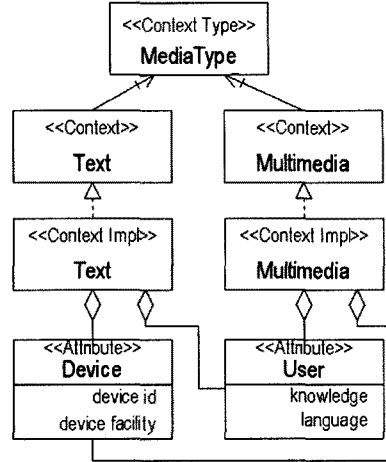 <<Context Type>>
MediaType
<<Context>>
Text
<<Context>>
Multimedia
<<Context Impl>>
Text
<<Context Impl>>
Multimedia
<<Attribute>>
Device
device id
device facility
<<Attribute>>
User
knowledge
language